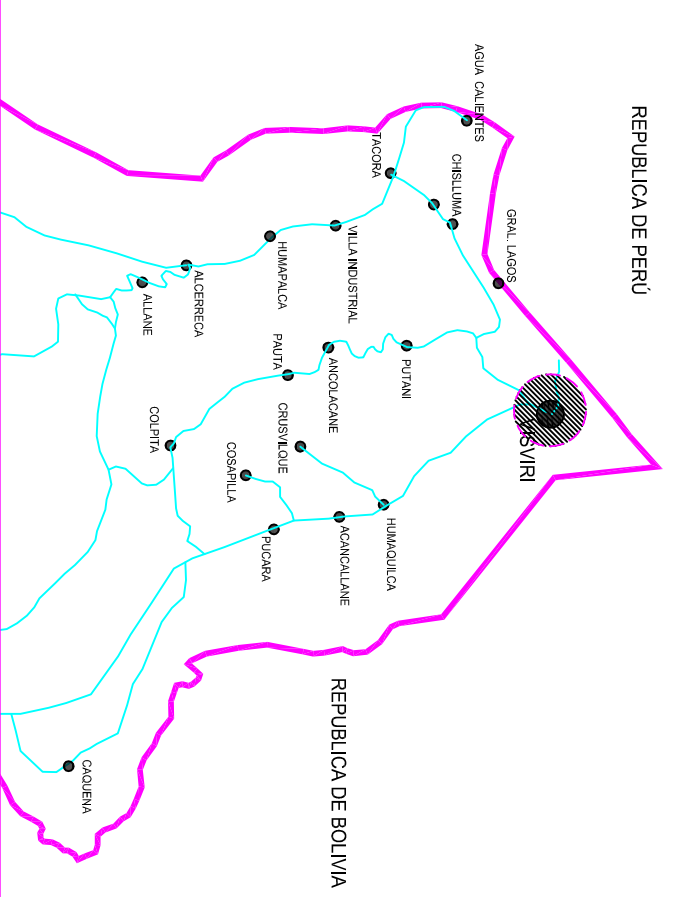 REPUBLICA DE PERÚ
GRAL. LAGOS
VISVIRI
AGUA CALIENTES
CHISLLUMA
TACORA
PUTANI
HUMAQUILCA
VILLA INDUSTRIAL
ANCOLACANE
ACANCALLANE
REPUBLICA DE BOLIVIA
HUMAPALCA
PAUTA
CRUSVILQUE
PUCARA
COSAPILLA
ALCERRECA
COLPITA
ALLANE
CAQUENA